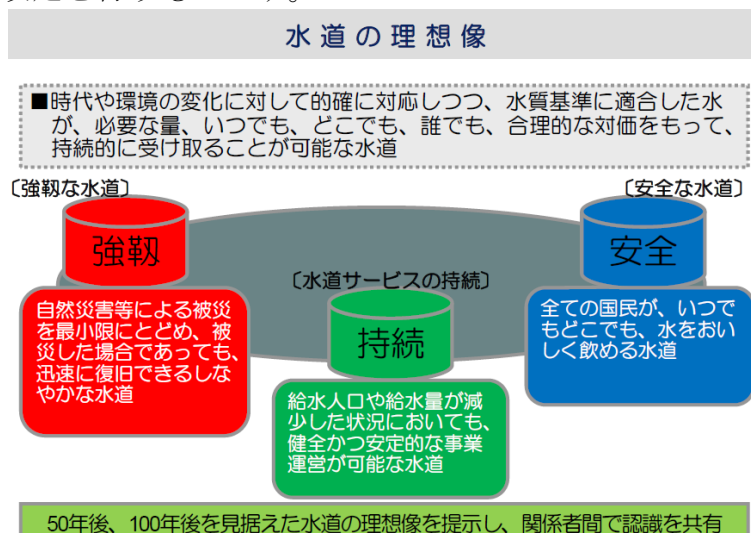 水道の理想像
■時代や環境の変化に対して的確に対応しつつ、水質基準に適合した水
が、必要な量、いつでも、どこでも、誰でも、合理的な対価をもって、
持続的に受け取ることが可能な水道
〔強靱な水道〕
〔安全な水道〕
強靱
安全
〔水道サービスの持続〕
自然災害等による被災
を最小限にとどめ、被
災した場合であっても、
迅速に復旧できるしな
やかな水道
全ての国民が、いつで
もどこでも、水をおい
しく飲める水道
持続
給水人口や給水量が減
少した状況においても、
健全かつ安定的な事業
運営が可能な水道
50年後、100年後を見据えた水道の理想像を提示し、関係者間で認識を共有